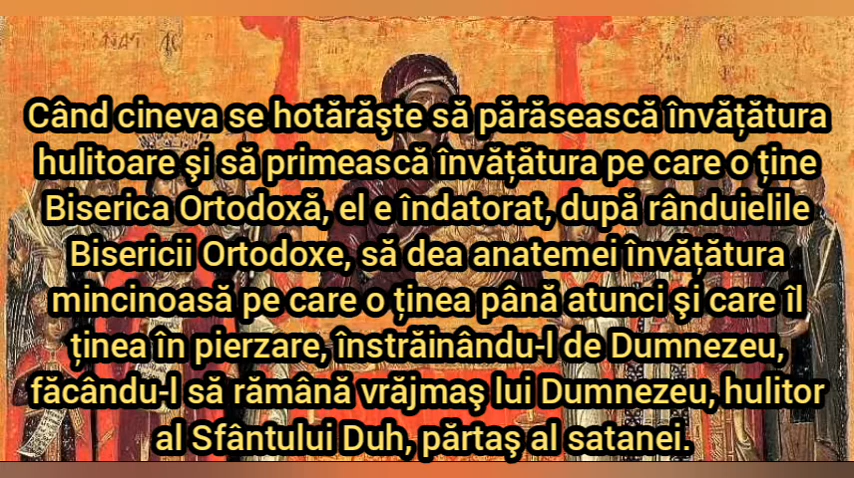 Când cineva se hotărăşte să părăsească învățătura
hulitoare şi să primească învățătura pe care o ține
Biserica Ortodoxă, el e îndatorat, după rânduielile
Bisericii Ortodoxe, să dea anatemei învățătura
mincinoasă pe care o ținea până atunci şi care îl
ținea în pierzare, înstrăinându-l de Dumnezeu,
făcându-l să rămână vrăjmaş lui Dumnezeu, hulitor
al Sfântului Duh, părtaş al satanei.